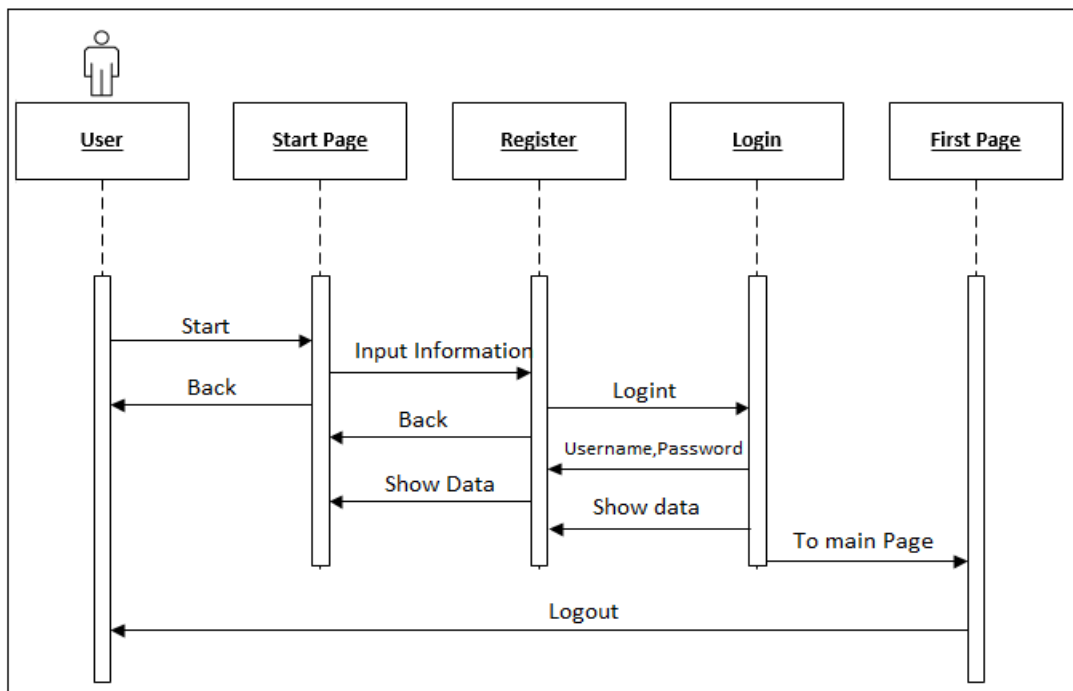 User
Start Page
Register
Login
First Page
Start
Input Information
Back
Logint
Back
Username,Password
Show Data
Show data
To main Page
Logout